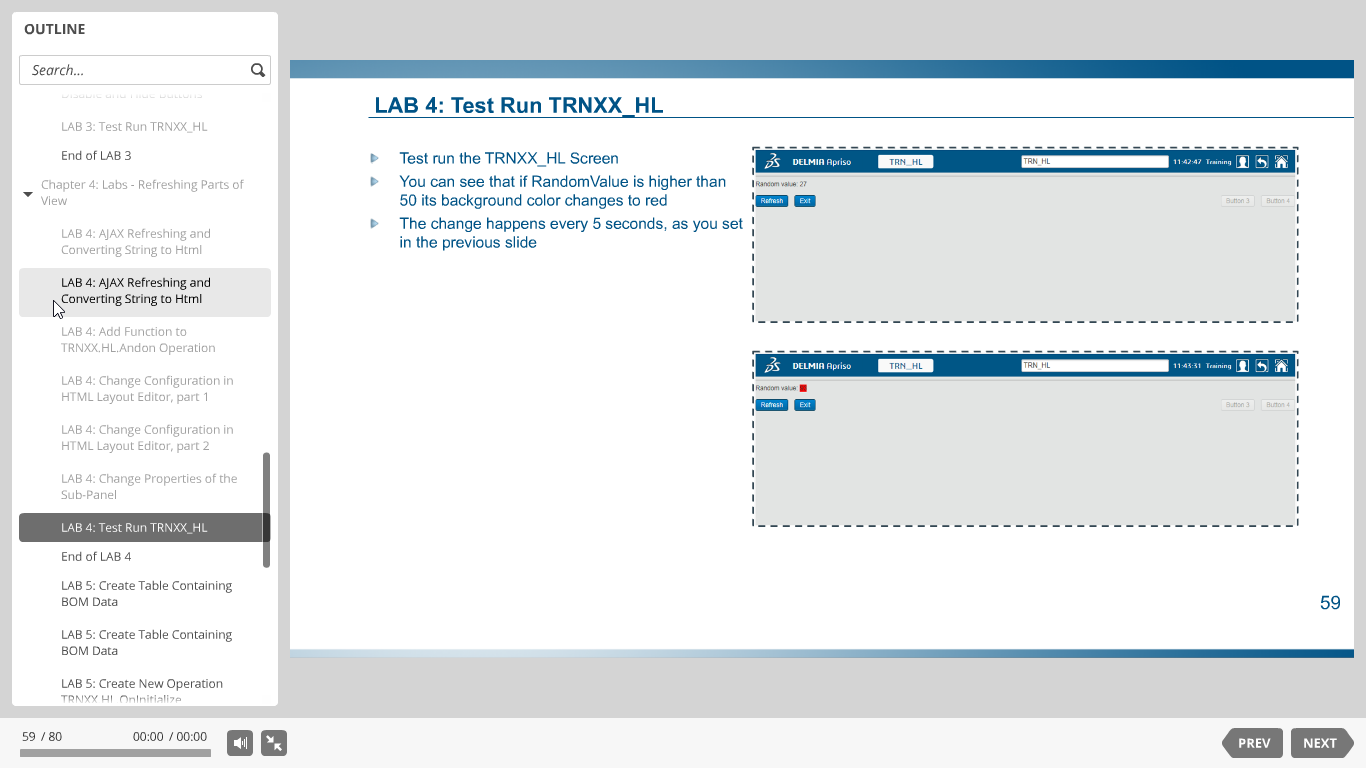 OUTLINE
Search...
Disable and Hide Buttons
LAB 3: Test Run TRNXX_HL
End of LAB 3
Chapter 4: Labs - Refreshing Parts of
View
LAB 4: AJAX Refreshing and
Converting String to Html
LAB 4: AJAX Refreshing and
Converting String to Html
LAB 4: Add Function to
TRNXX.HL.Andon Operation
LAB 4: Change Configuration in
HTML Layout Editor, part 1
LAB 4: Change Configuration in
HTML Layout Editor, part 2
LAB 4: Change Properties of the
Sub-Panel
LAB 4: Test Run TRNXX_HL
End of LAB 4
LAB 5: Create Table Containing
BOM Data
LAB 5: Create Table Containing
BOM Data
LAB 5: Create New Operation
TRNXX.HL.OnInitialize
59 / 80
00:00 / 00:00
LAB 4: Test Run TRNXX_HL
Test run the TRNXX_HL Screen
You can see that if RandomValue is higher than
50 its background color changes to red
The change happens every 5 seconds, as you set
in the previous slide
DELMIA Apriso TRN_HL TRN_HL 11:42:47 Training
Random value: 27
Refresh Exit Button 3 Button 4
DELMIA Apriso TRN_HL TRN_HL 11:43:31 Training
Random value:
Refresh Exit Button 3 Button 4
59
PREV NEXT